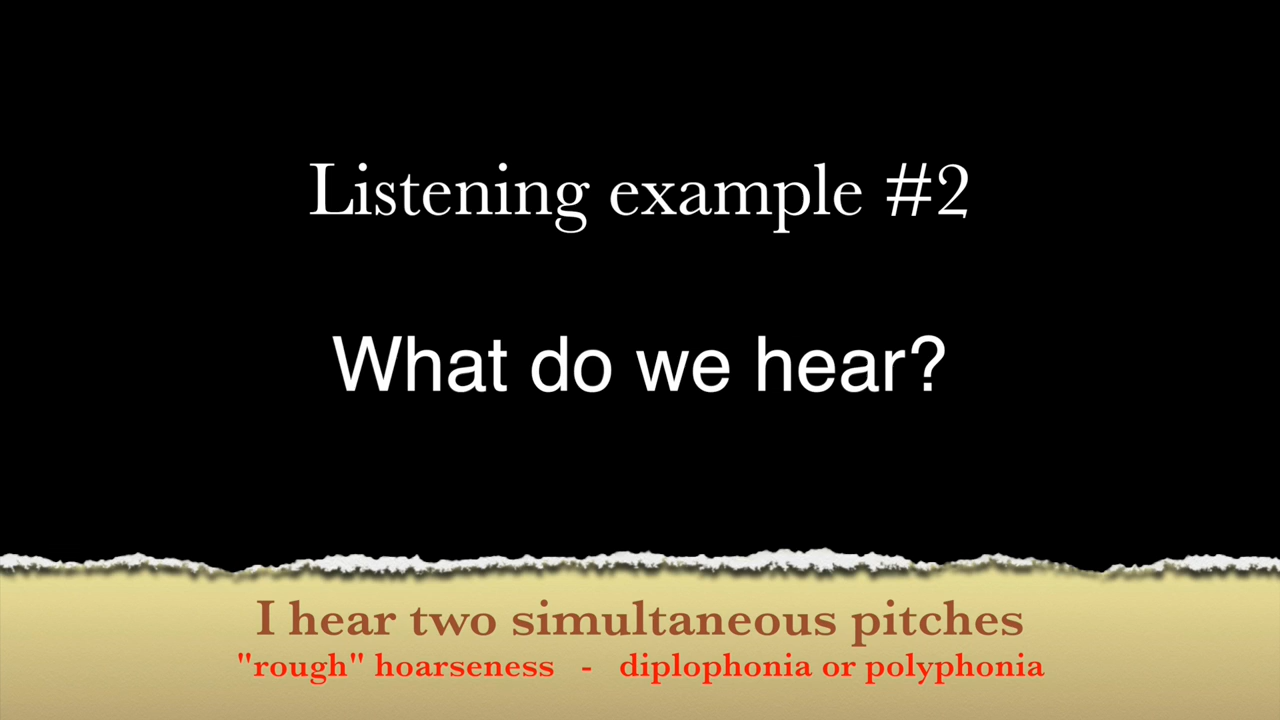 Listening example #2
What do we hear?
I hear two simultaneous pitches
"rough" hoarseness - diplophonia or polyphonia